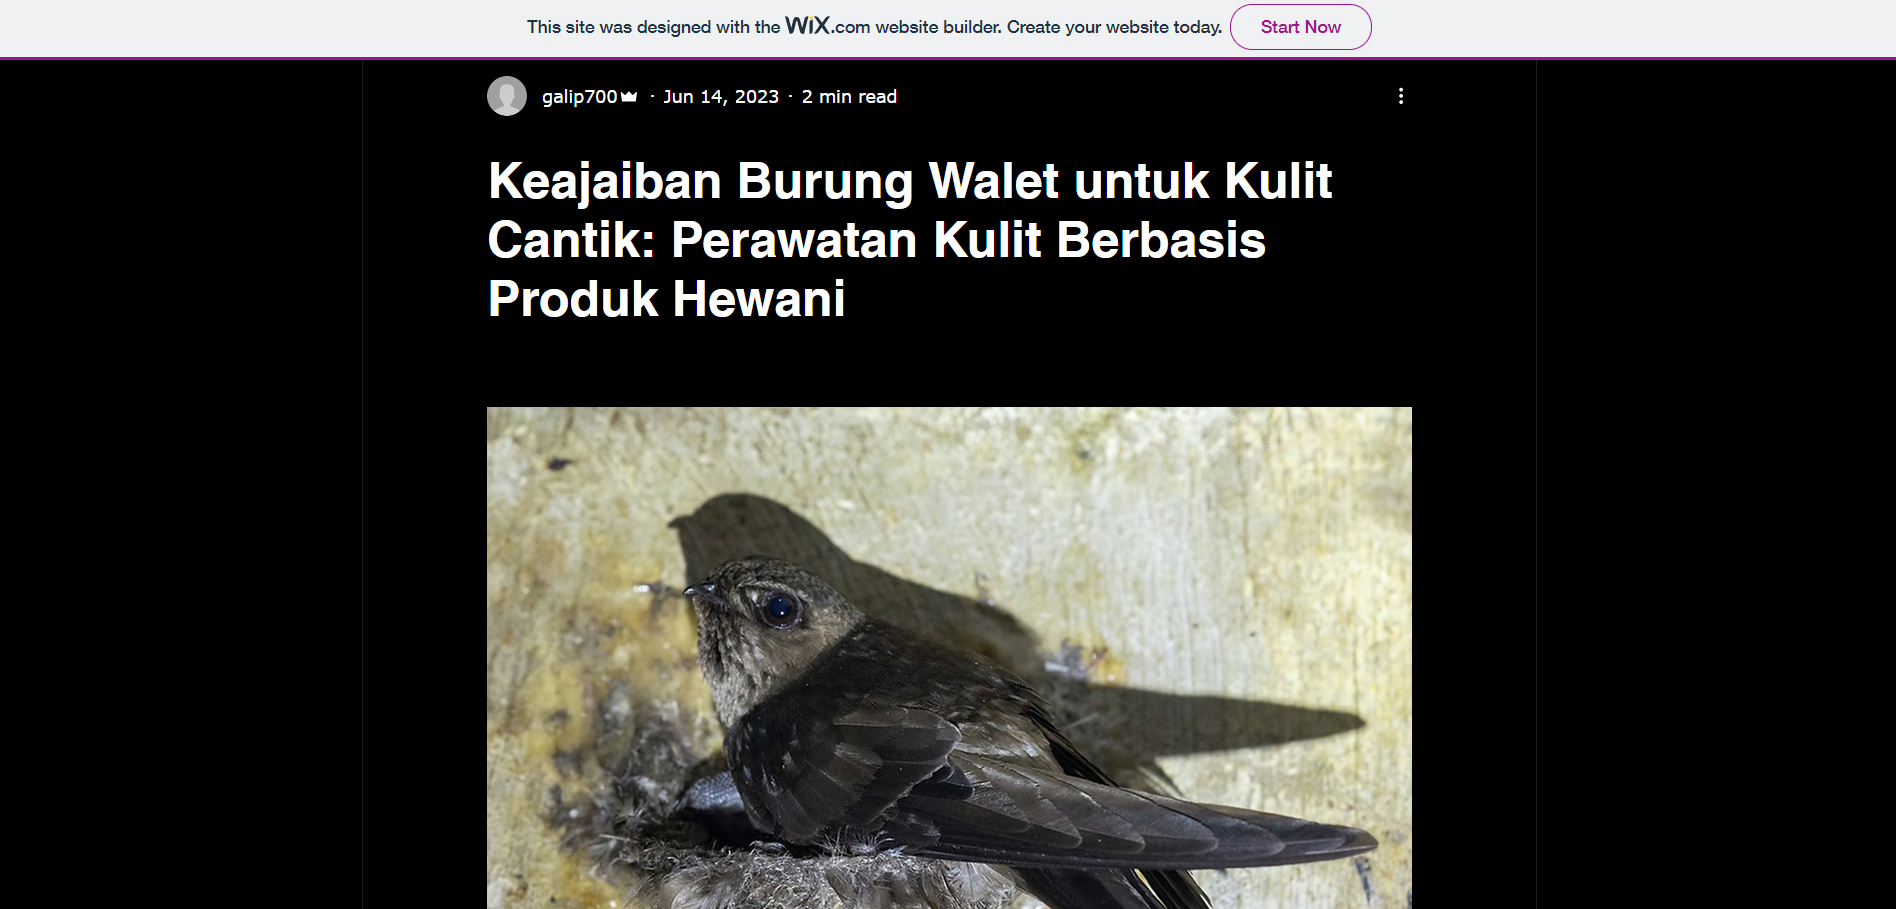 This site was designed with the WiX.com website builder. Create your website today. Start Now
galip700 · Jun 14, 2023 · 2 min read
Keajaiban Burung Walet untuk Kulit
Cantik: Perawatan Kulit Berbasis
Produk Hewani